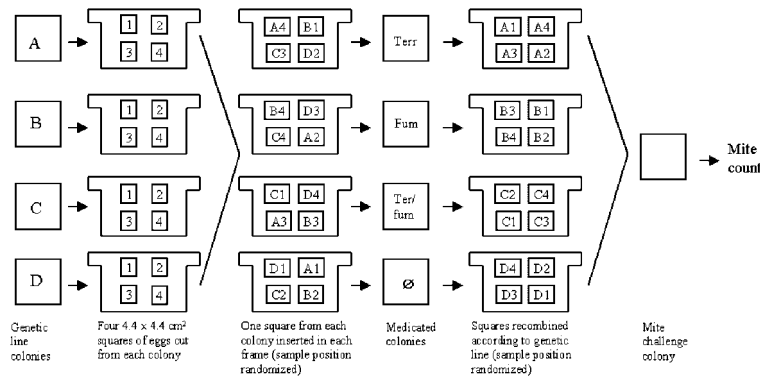 A 1 2 A4 B1 Terr A1 A4
3 4 C3 D2 A3 A2
B 1 2 B4 D3 Fum B3 B1
3 4 C4 A2 B4 B2
Mite
count
C 1 2 C1 D4 Ter/ C2 C4
3 4 A3 B3 fum C1 C3
D 1 2 D1 A1 Ø D4 D2
3 4 C2 B2 D3 D1
Genetic
line
colonies
Four 4.4 x 4.4 cm²
squares of eggs cut
from each colony
One square from each
colony inserted in each
frame (sample position
randomized)
Medicated
colonies
Squares recombined
according to genetic
line (sample position
randomized)
Mite
challenge
colony